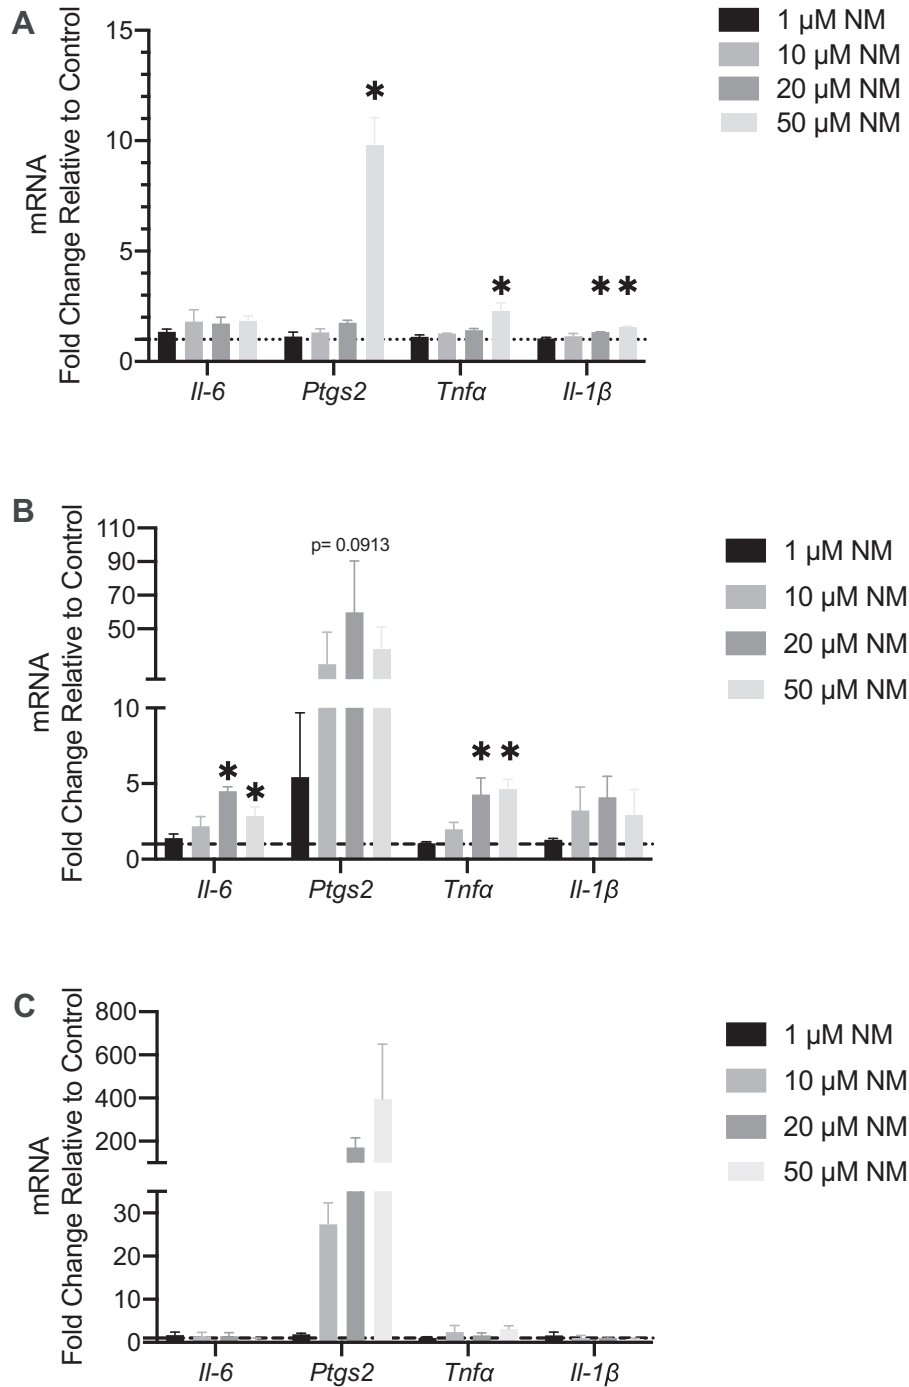 A
mRNA
Fold Change Relative to Control
15
10
5
0
*
*
* *
Il-6 Ptgs2 Tnfα Il-1β
1 µM NM
10 µM NM
20 µM NM
50 µM NM
B
mRNA
Fold Change Relative to Control
110
90
70
50
10
5
0
p= 0.0913
* *
* *
Il-6 Ptgs2 Tnfα Il-1β
1 µM NM
10 µM NM
20 µM NM
50 µM NM
C
mRNA
Fold Change Relative to Control
800
600
400
200
30
20
10
0
Il-6 Ptgs2 Tnfα Il-1β
1 µM NM
10 µM NM
20 µM NM
50 µM NM